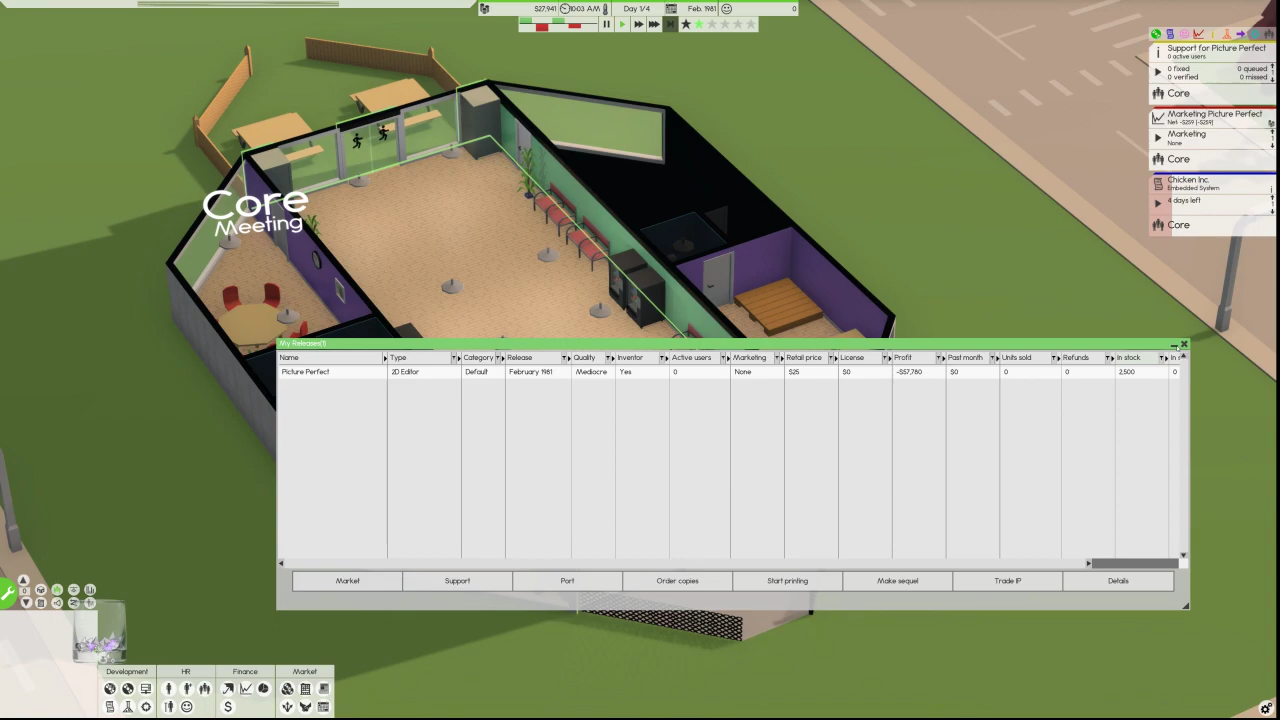 $27,941 10:03 AM Day 1/4 Feb. 1981 0
Support for Picture Perfect
0 active users
0 fixed 0 queued
0 verified 0 missed
Core
Marketing Picture Perfect
Net: -$259 (-$259)
Marketing
None
Core
Chicken Inc.
Embedded System
4 days left
Core
Core
Meeting
My Releases(1)
Name Type Category Release Quality Inventor Active users Marketing Retail price License Profit Past month Units sold Refunds In stock
Picture Perfect 2D Editor Default February 1981 Mediocre Yes 0 None $25 $0 -$57,780 $0 0 0 2,500 0
Market Support Port Order copies Start printing Make sequel Trade IP Details
0
Development HR Finance Market